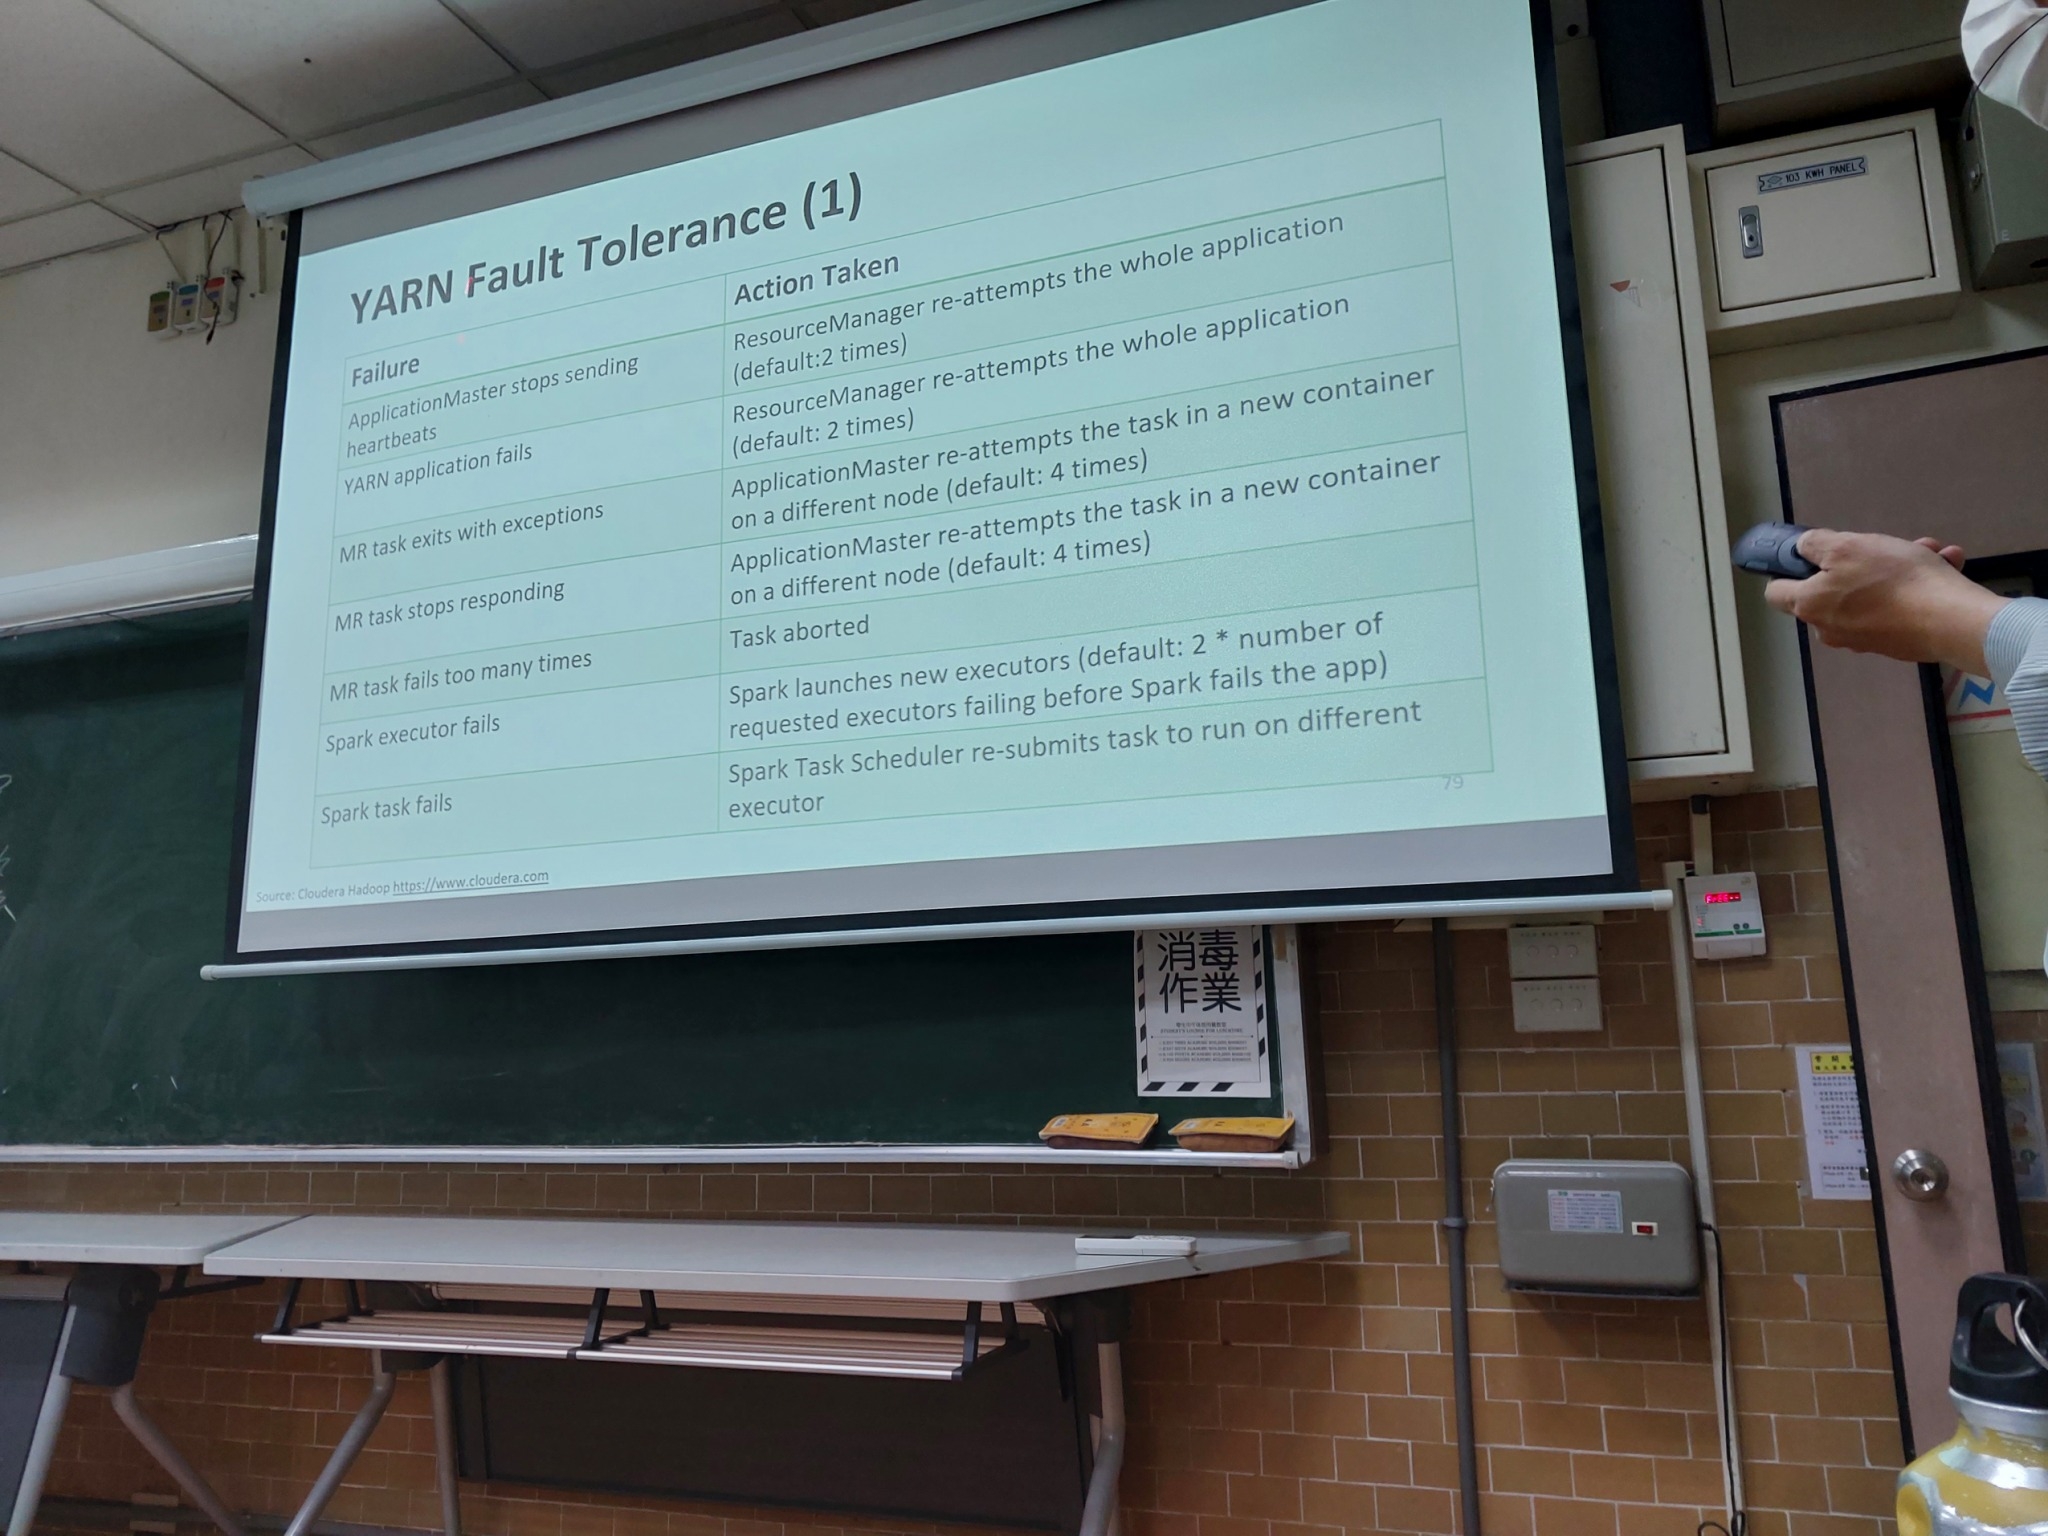 YARN Fault Tolerance (1)
Failure
Action Taken
ApplicationMaster stops sending
heartbeats
ResourceManager re-attempts the whole application
(default:2 times)
YARN application fails
ResourceManager re-attempts the whole application
(default: 2 times)
MR task exits with exceptions
ApplicationMaster re-attempts the task in a new container
on a different node (default: 4 times)
MR task stops responding
ApplicationMaster re-attempts the task in a new container
on a different node (default: 4 times)
MR task fails too many times
Task aborted
Spark executor fails
Spark launches new executors (default: 2 * number of
requested executors failing before Spark fails the app)
Spark task fails
Spark Task Scheduler re-submits task to run on different
executor
79
Source: Cloudera Hadoop https://www.cloudera.com
103 KWH PANEL
消毒
作業